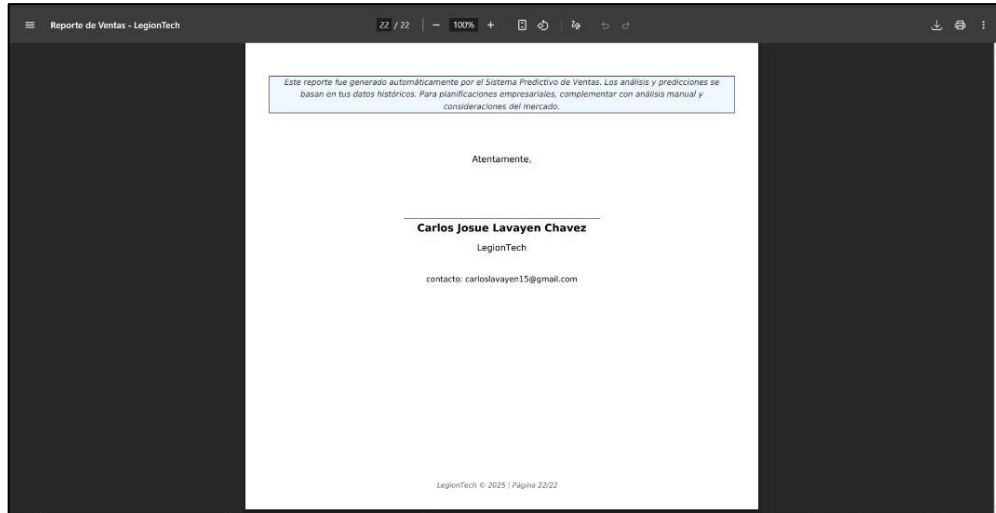 Reporte de Ventas - LegionTech
22 / 22
100%
Este reporte fue generado automáticamente por el Sistema Predictivo de Ventas. Los análisis y predicciones se
basan en tus datos históricos. Para planificaciones empresariales, complementar con análisis manual y
consideraciones del mercado.
Atentamente,
Carlos Josue Lavayen Chavez
LegionTech
contacto: carloslavayen15@gmail.com
LegionTech © 2025 | Página 22/22